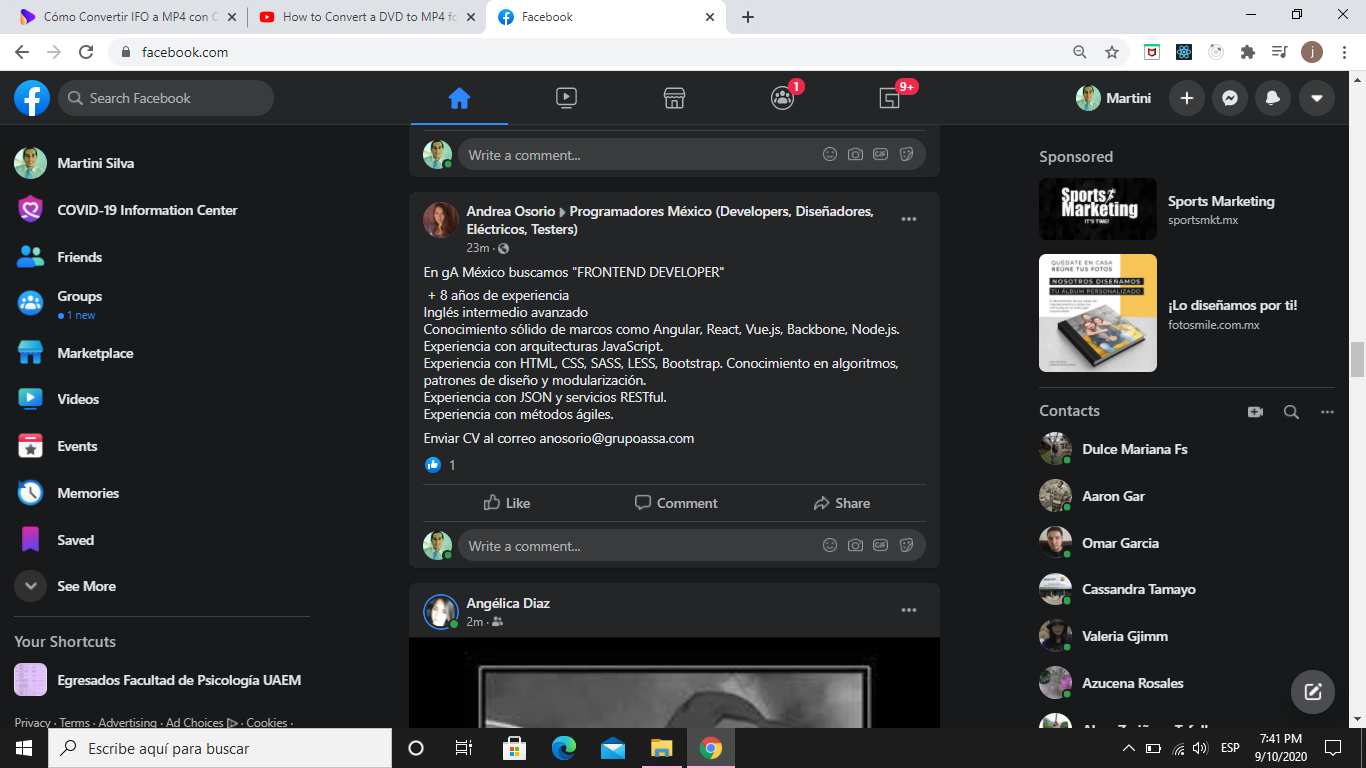 Cómo Convertir IFO a MP4 con
How to Convert a DVD to MP4 fo
Facebook
facebook.com
j
Search Facebook
1
9+
Martini
Martini Silva
COVID-19 Information Center
Friends
Groups
1 new
Marketplace
Videos
Events
Memories
Saved
See More
Your Shortcuts
Egresados Facultad de Psicología UAEM
Privacy · Terms · Advertising · Ad Choices · Cookies ·
Write a comment...
GIF
Andrea Osorio Programadores México (Developers, Diseñadores,
Eléctricos, Testers)
23m ·
En gA México buscamos "FRONTEND DEVELOPER"
+ 8 años de experiencia
Inglés intermedio avanzado
Conocimiento sólido de marcos como Angular, React, Vue.js, Backbone, Node.js.
Experiencia con arquitecturas JavaScript.
Experiencia con HTML, CSS, SASS, LESS, Bootstrap. Conocimiento en algoritmos,
patrones de diseño y modularización.
Experiencia con JSON y servicios RESTful.
Experiencia con métodos ágiles.
Enviar CV al correo anosorio@grupoassa.com
1
Like
Comment
Share
Write a comment...
GIF
Angélica Diaz
2m ·
Sponsored
Sports
Marketing
IT'S TIME!
Sports Marketing
sportsmkt.mx
QUÉDATE EN CASA
REÚNE TUS FOTOS
NOSOTROS DISEÑAMOS
TU ÁLBUM PERSONALIZADO
¡Lo diseñamos por ti!
fotosmile.com.mx
Contacts
Dulce Mariana Fs
Aaron Gar
Omar Garcia
Cassandra Tamayo
Valeria Gjimm
Azucena Rosales
Escribe aquí para buscar
ESP
7:41 PM
9/10/2020